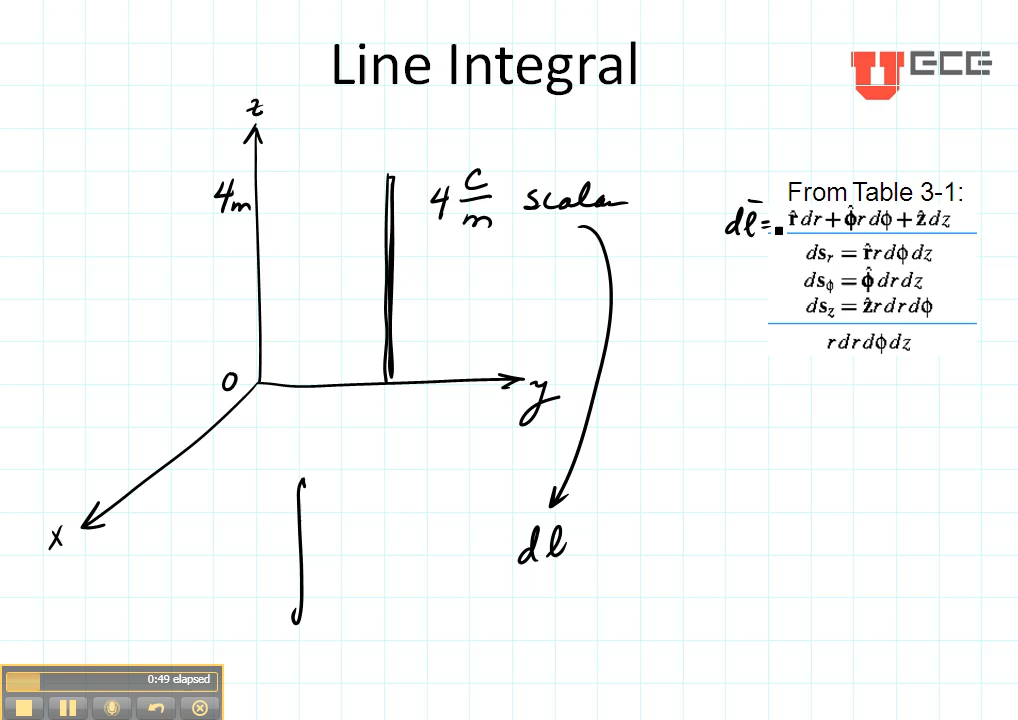 Line Integral
U ECE
z
4m
4 C/m scalar
From Table 3-1:
dl̄ = r̂ dr + φ̂ r dφ + ẑ dz
ds_r = r̂ r dφ dz
ds_φ = φ̂ dr dz
ds_z = ẑ r dr dφ
r dr dφ dz
0
y
x
∫ dl
0:49 elapsed